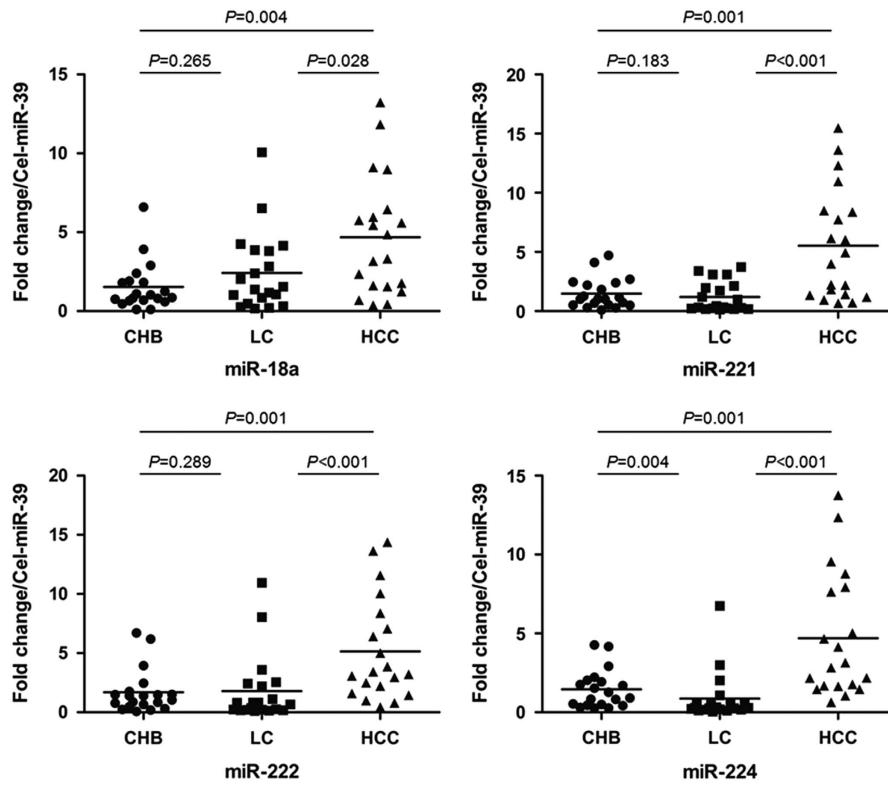 P=0.004
P=0.265 P=0.028
Fold change/Cel-miR-39
15
10
5
0
CHB LC HCC
miR-18a
P=0.001
P=0.183 P<0.001
Fold change/Cel-miR-39
20
15
10
5
0
CHB LC HCC
miR-221
P=0.001
P=0.289 P<0.001
Fold change/Cel-miR-39
20
15
10
5
0
CHB LC HCC
miR-222
P=0.001
P=0.004 P<0.001
Fold change/Cel-miR-39
15
10
5
0
CHB LC HCC
miR-224